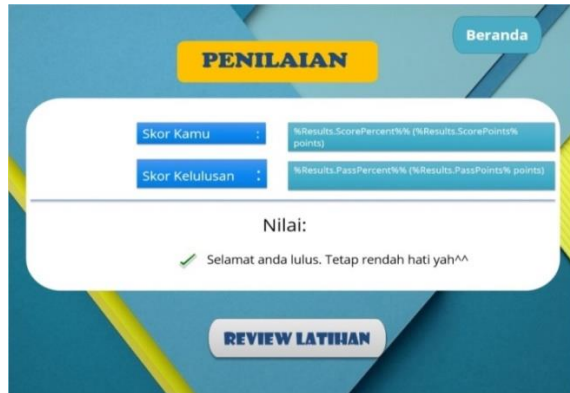 Beranda
PENILAIAN
Skor Kamu :
%Results.ScorePercent%% (%Results.ScorePoints%
points)
Skor Kelulusan :
%Results.PassPercent%% (%Results.PassPoints% points)
Nilai:
Selamat anda lulus. Tetap rendah hati yah^^
REVIEW LATIHAN